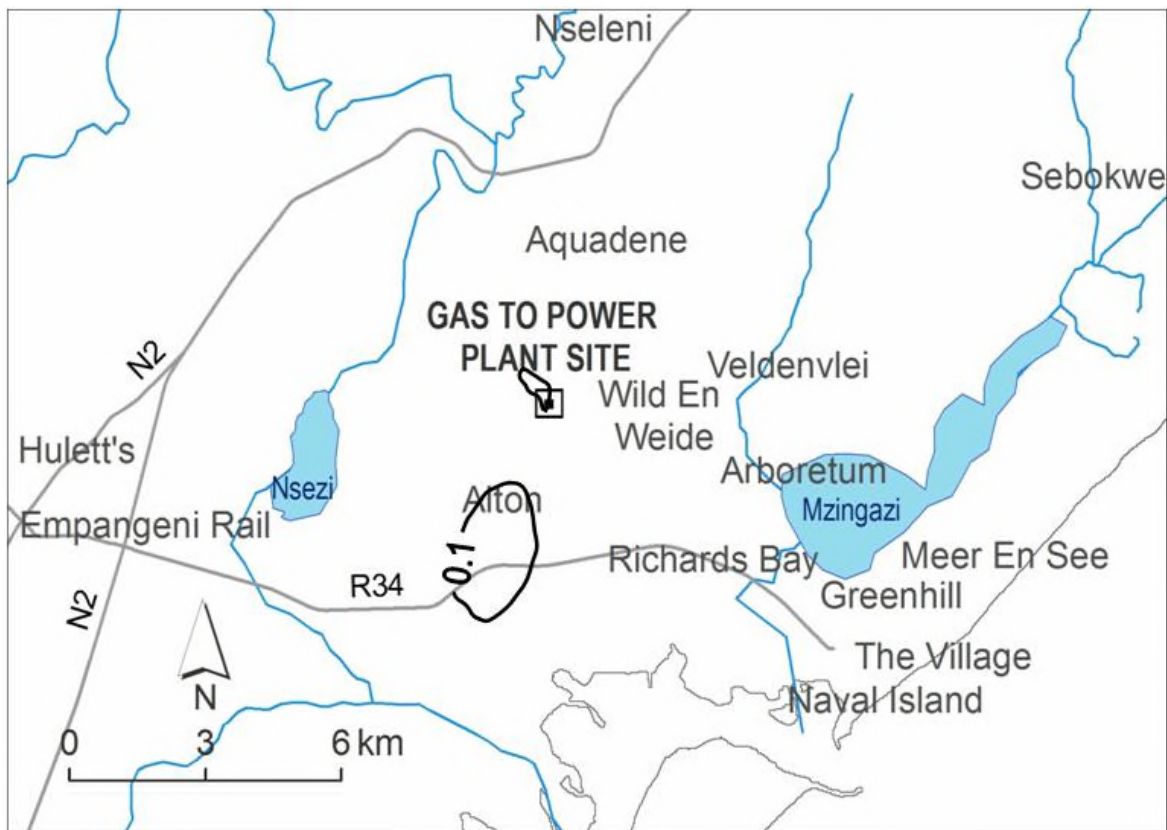 Nseleni
Sebokwe
Aquadene
GAS TO POWER
PLANT SITE
N2
Veldenvlei
Wild En
Weide
Hulett's
Arboretum
Nsezi
Alton
Mzingazi
Empangeni Rail
0.1
Richards Bay
Meer En See
R34
Greenhill
N2
The Village
N
Naval Island
0 3 6 km